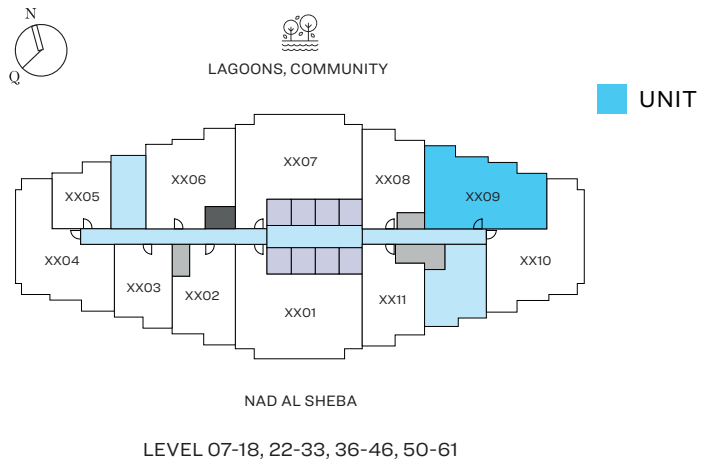 N
Q
LAGOONS, COMMUNITY
UNIT
XX07
XX06
XX08
XX05
XX09
XX04
XX10
XX03
XX02
XX01
XX11
NAD AL SHEBA
LEVEL 07-18, 22-33, 36-46, 50-61